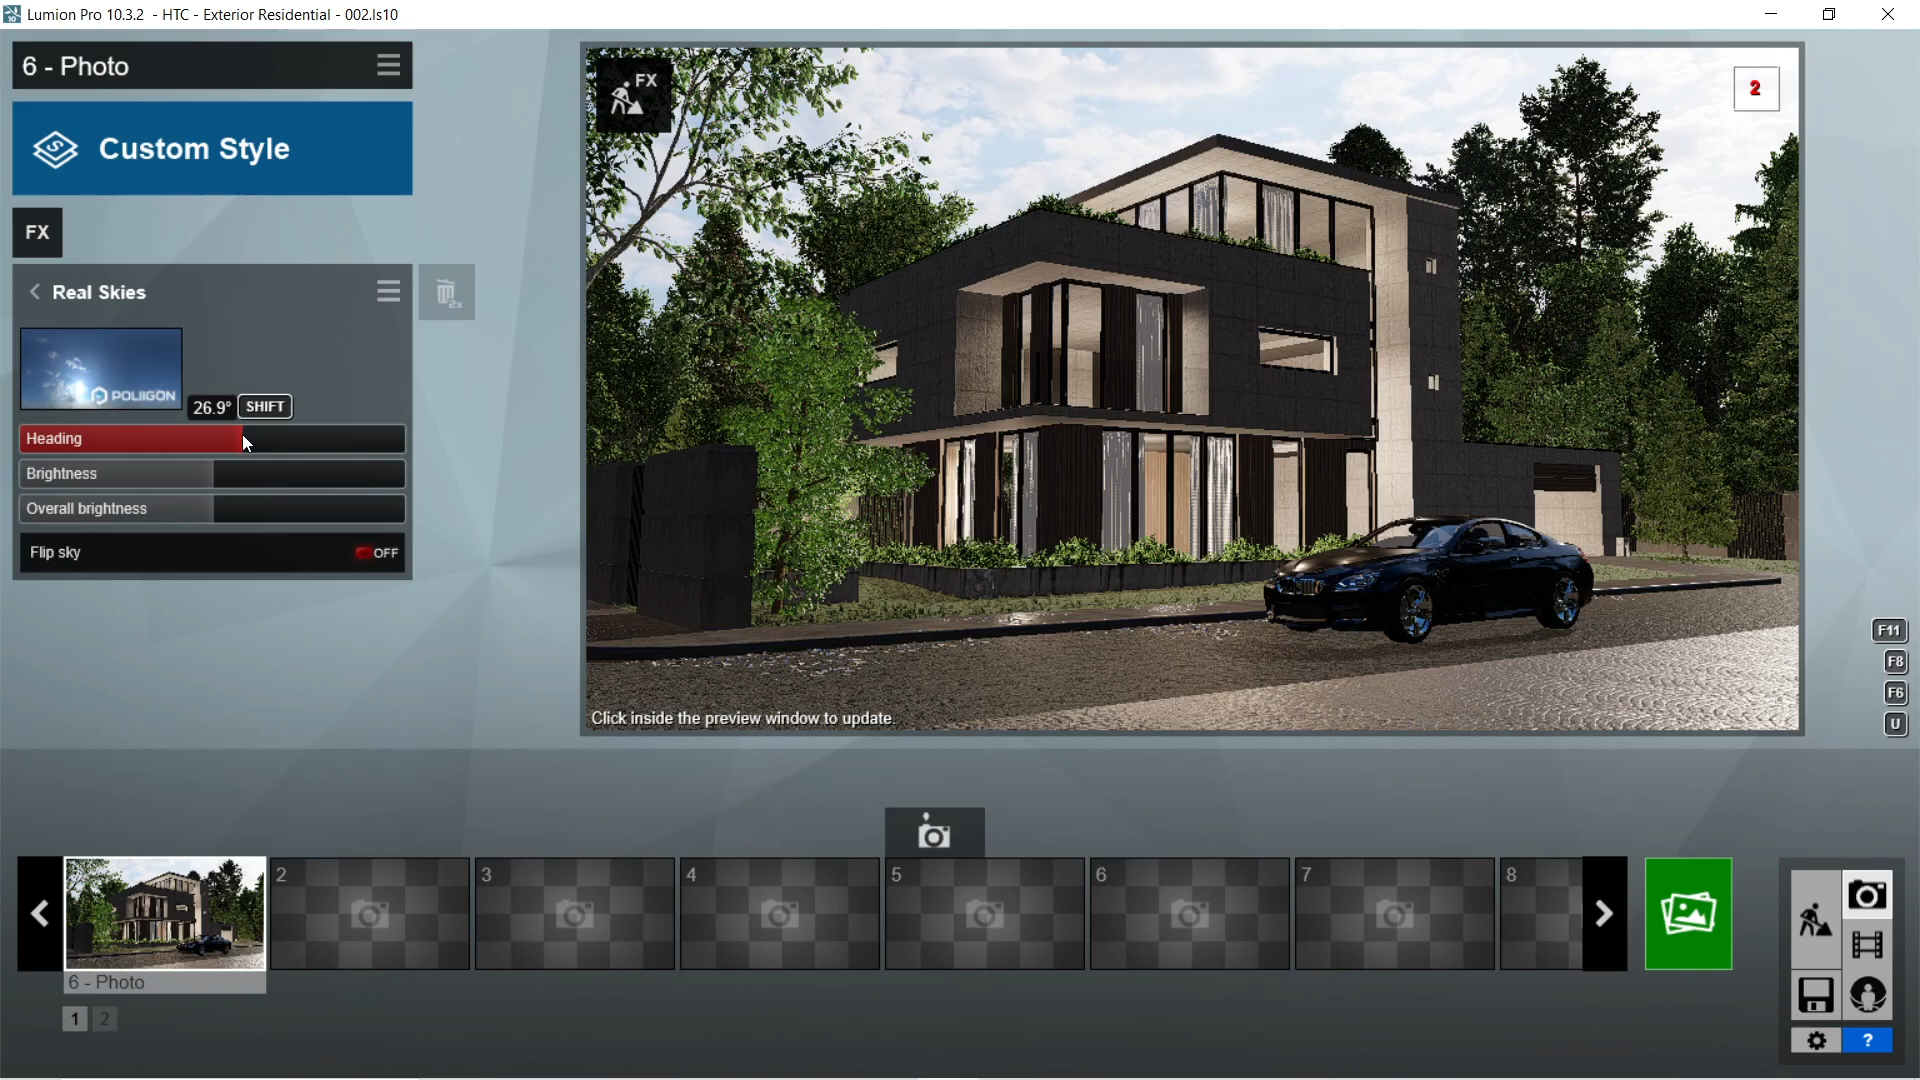 Lumion Pro 10.3.2 - HTC - Exterior Residential - 002.ls10
6 - Photo
Custom Style
FX
Real Skies
2x
POLIIGON
26.9° SHIFT
Heading
Brightness
Overall brightness
Flip sky OFF
FX
2
Click inside the preview window to update.
F11
F8
F6
U
2
3
4
5
6
7
8
6 - Photo
1 2
?